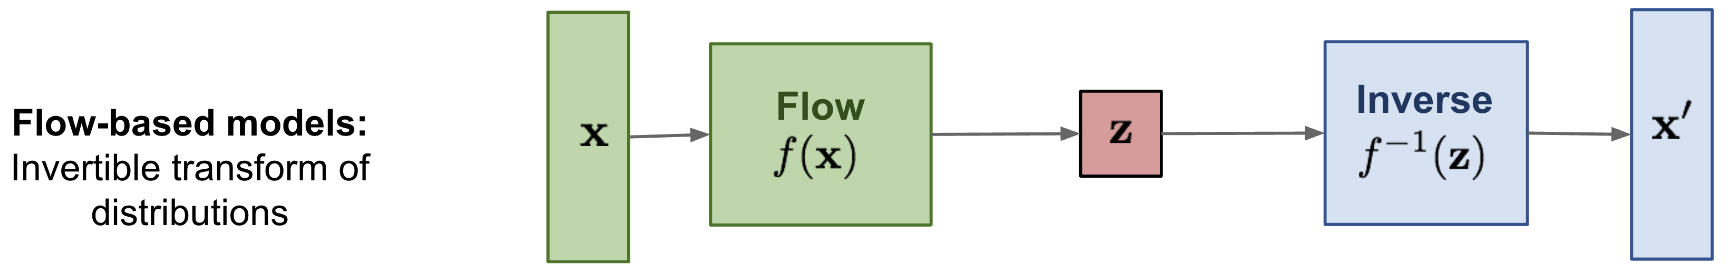 Flow-based models:
Invertible transform of
distributions
x
Flow
f(x)
z
Inverse
f⁻¹(z)
x′